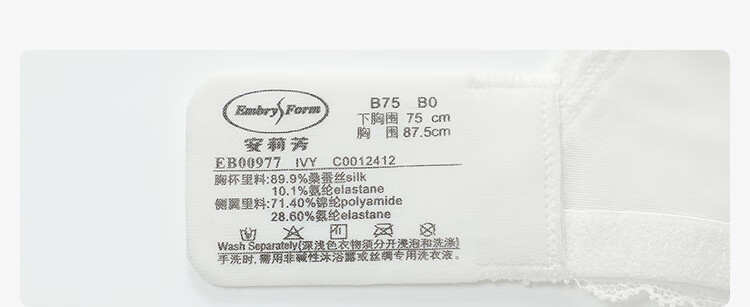 Embry Form
安莉芳
B75 B0
下胸围 75 cm
胸 围 87.5cm
EB00977 IVY C0012412
胸杯里料:89.9%桑蚕丝silk
10.1%氨纶elastane
侧翼里料:71.40%锦纶polyamide
28.60%氨纶elastane
Wash Separately(深浅色衣物须分开浸泡和洗涤)
手洗时,需用非碱性沐浴露或丝绸专用洗衣液。